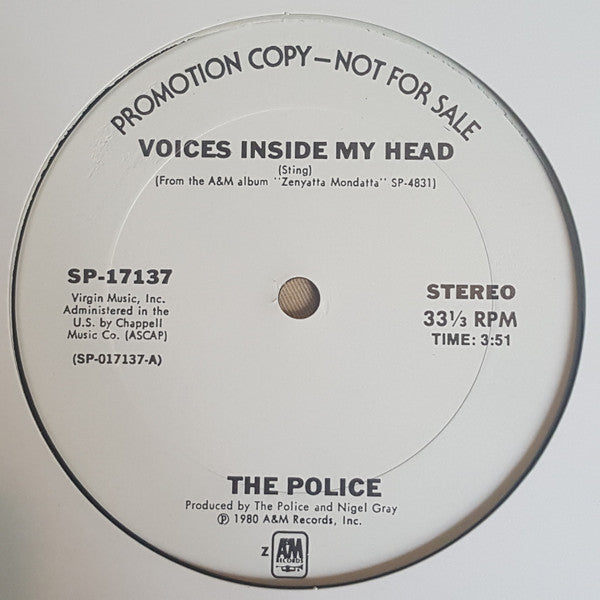 PROMOTION COPY—NOT FOR SALE
VOICES INSIDE MY HEAD
(Sting)
(From the A&M album "Zenyatta Mondatta" SP-4831)
SP-17137
Virgin Music, Inc.
Administered in the
U.S. by Chappell
Music Co. (ASCAP)
(SP-017137-A)
STEREO
33⅓ RPM
TIME: 3:51
THE POLICE
Produced by The Police and Nigel Gray
℗ 1980 A&M Records, Inc.
Z
A&M
RECORDS